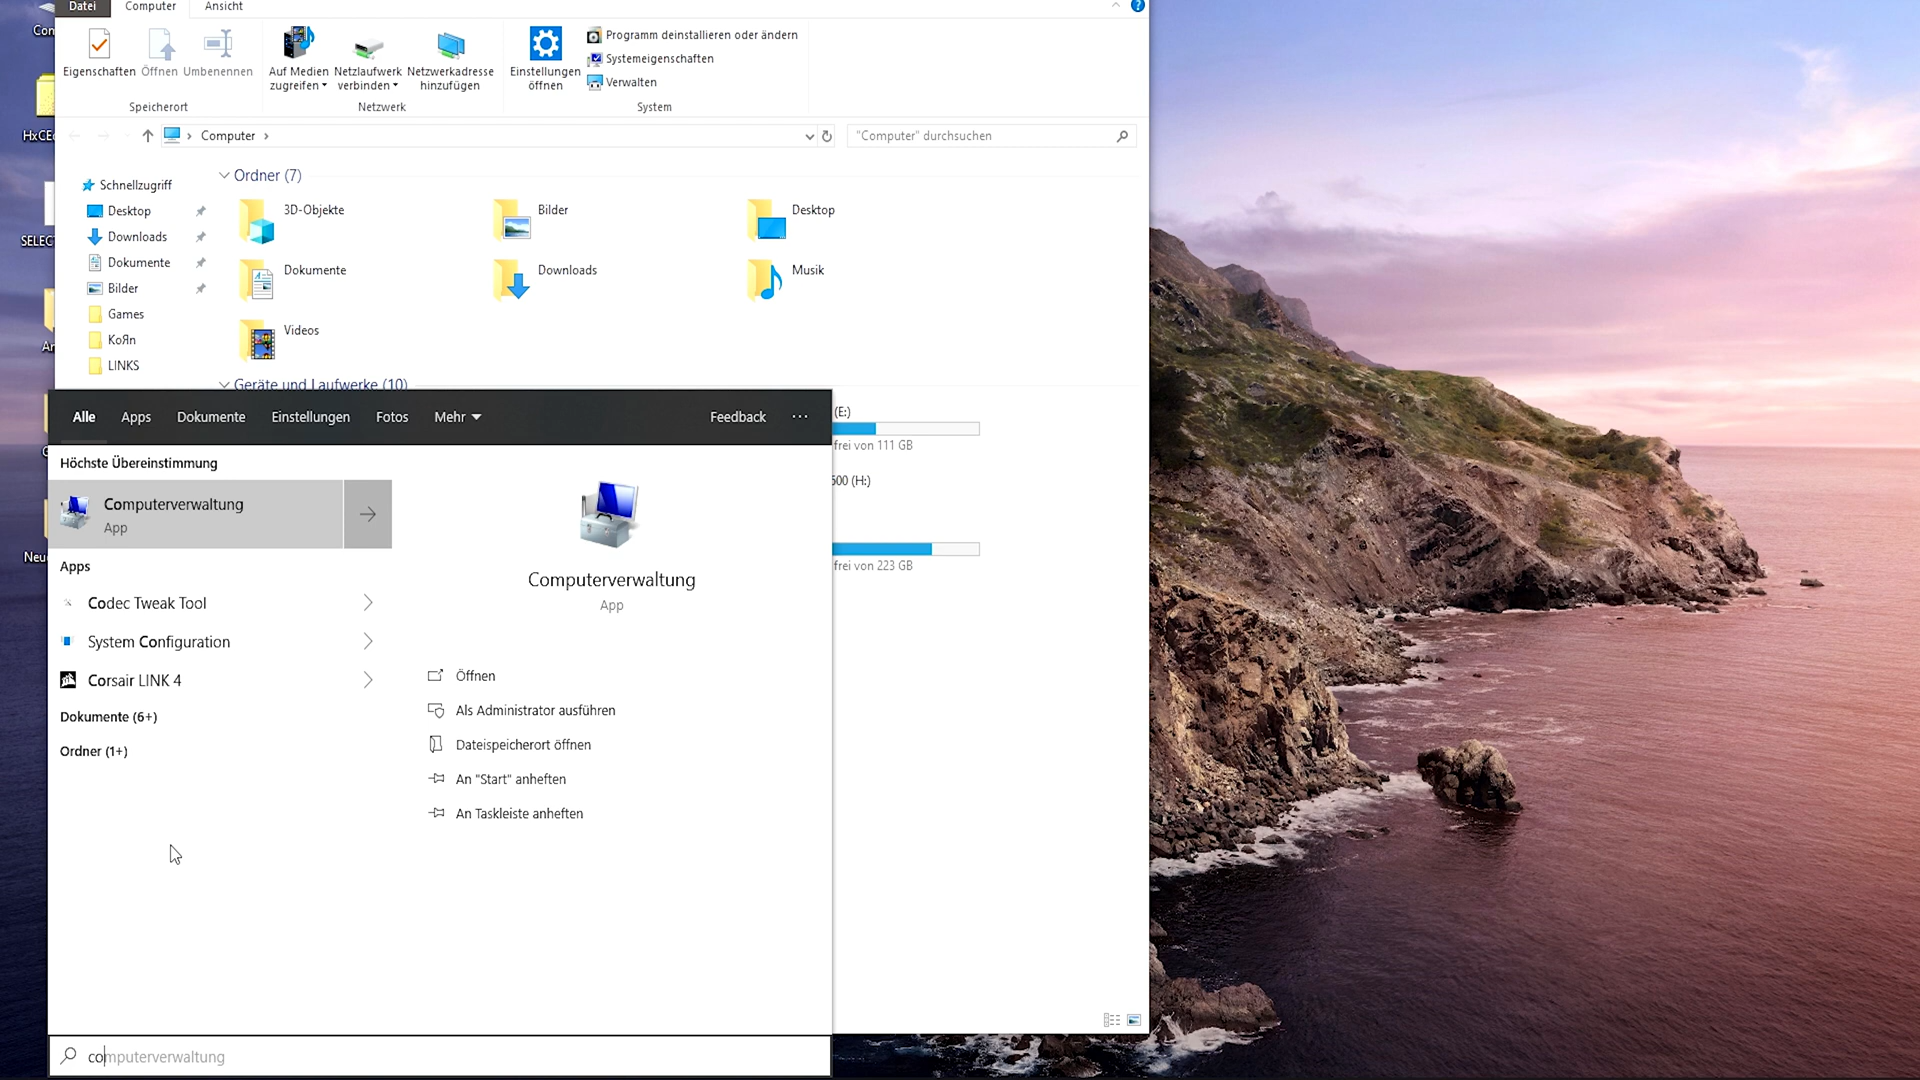 Datei Computer Ansicht
Eigenschaften Öffnen Umbenennen
Auf Medien zugreifen
Netzlaufwerk verbinden
Netzwerkadresse hinzufügen
Einstellungen öffnen
Programm deinstallieren oder ändern
Systemeigenschaften
Verwalten
Speicherort Netzwerk System
Computer
"Computer" durchsuchen
Schnellzugriff
Desktop
Downloads
Dokumente
Bilder
Games
KoЯn
LINKS
Ordner (7)
3D-Objekte Bilder Desktop
Dokumente Downloads Musik
Videos
Geräte und Laufwerke (10)
(E:)
frei von 111 GB
(H:)
frei von 223 GB
Alle Apps Dokumente Einstellungen Fotos Mehr Feedback ...
Höchste Übereinstimmung
Computerverwaltung
App
Apps
Codec Tweak Tool
System Configuration
Corsair LINK 4
Dokumente (6+)
Ordner (1+)
Computerverwaltung
App
Öffnen
Als Administrator ausführen
Dateispeicherort öffnen
An "Start" anheften
An Taskleiste anheften
computerverwaltung